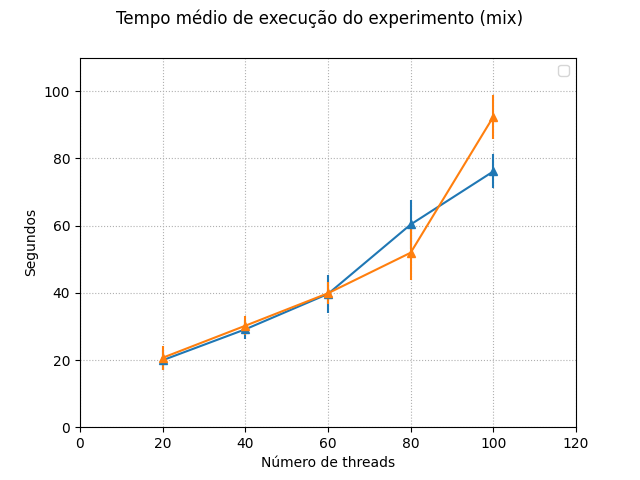 Tempo médio de execução do experimento (mix)
100
80
60
40
20
0
Segundos
0 20 40 60 80 100 120
Número de threads